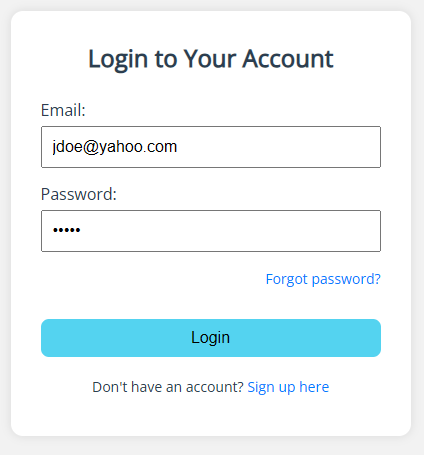 Login to Your Account
Email:
jdoe@yahoo.com
Password:
•••••
Forgot password?
Login
Don't have an account? Sign up here